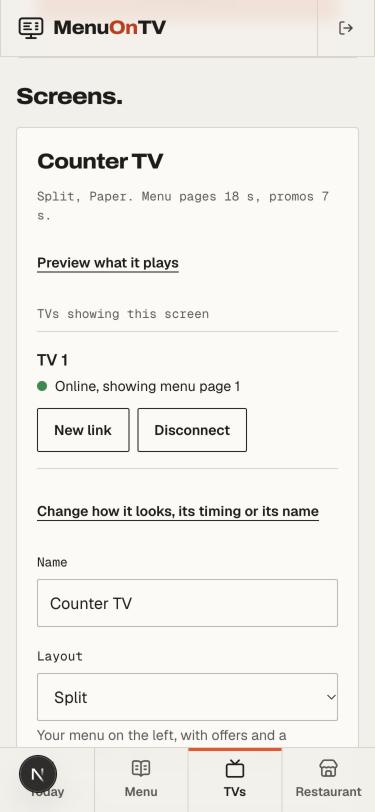 MenuOnTV
Screens.
Counter TV
Split, Paper. Menu pages 18 s, promos 7
s.
Preview what it plays
TVs showing this screen
TV 1
Online, showing menu page 1
New link
Disconnect
Change how it looks, its timing or its name
Name
Counter TV
Layout
Split
Your menu on the left, with offers and a
N
Menu
TVs
Restaurant